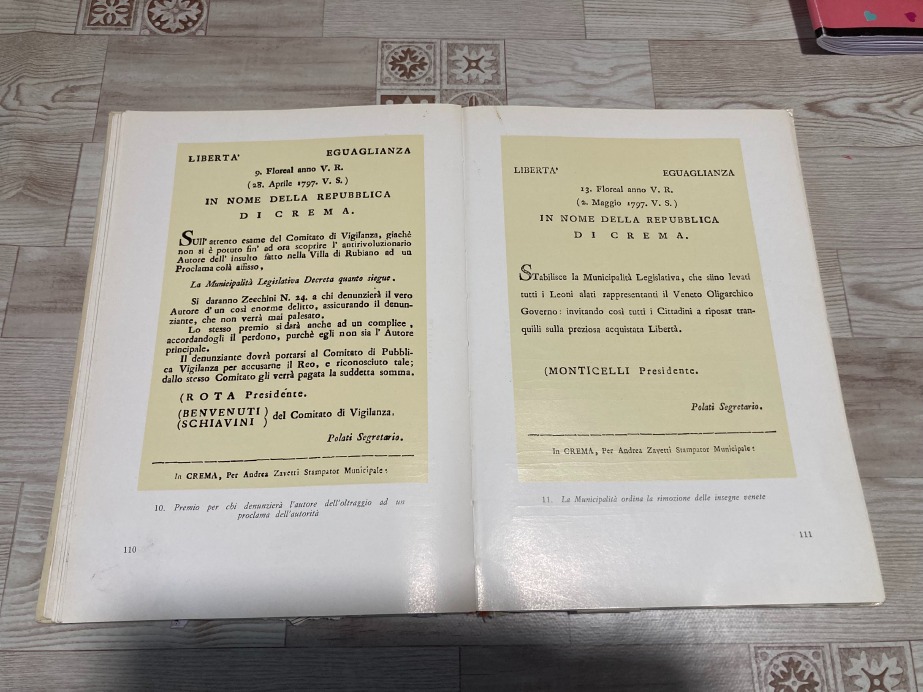 LIBERTA' EGUAGLIANZA
9. Floreal anno V. R.
(28. Aprile 1797. V. S.)
IN NOME DELLA REPUBBLICA
DI CREMA.
SUll' attento esame del Comitato di Vigilanza, giachè
non si è potuto fin' ad ora scoprire l' antirivoluzionario
Autore dell' insulto fatto nella Villa di Rubiano ad un
Proclama colà affisso,
La Municipalità Legislativa Decreta quanto siegue.
Si daranno Zecchini N. 24. a chi denunzierà il vero
Autore d' un così enorme delitto, assicurando il denun-
ziante, che non verrà mai palesato.
Lo stesso premio si darà anche ad un complice,
accordandogli il perdono, purchè egli non sia l' Autore
principale.
Il denunziante dovrà portarsi al Comitato di Pubbli-
ca Vigilanza per accusarne il Reo, e riconosciuto tale;
dallo stesso Comitato gli verrà pagata la suddetta somma.
(ROTA Presidente.
(BENVENUTI)
(SCHIAVINI) del Comitato di Vigilanza.
Polati Segretario.
In CREMA, Per Andrea Zavetti Stampator Municipale:
10. Premio per chi denunzierà l'autore dell'oltraggio ad un
proclama dell'autorità
110
LIBERTA' EGUAGLIANZA
13. Floreal anno V. R.
(2. Maggio 1797. V. S.)
IN NOME DELLA REPUBBLICA
DI CREMA.
STabilisce la Municipalità Legislativa, che siino levati
tutti i Leoni alati rappresentanti il Veneto Oligarchico
Governo: invitando così tutti i Cittadini a riposar tran-
quilli sulla preziosa acquistata Libertà.
(MONTICELLI Presidente.
Polati Segretario.
In CREMA, Per Andrea Zavetti Stampator Municipale:
11. La Municipalità ordina la rimozione delle insegne venete
111